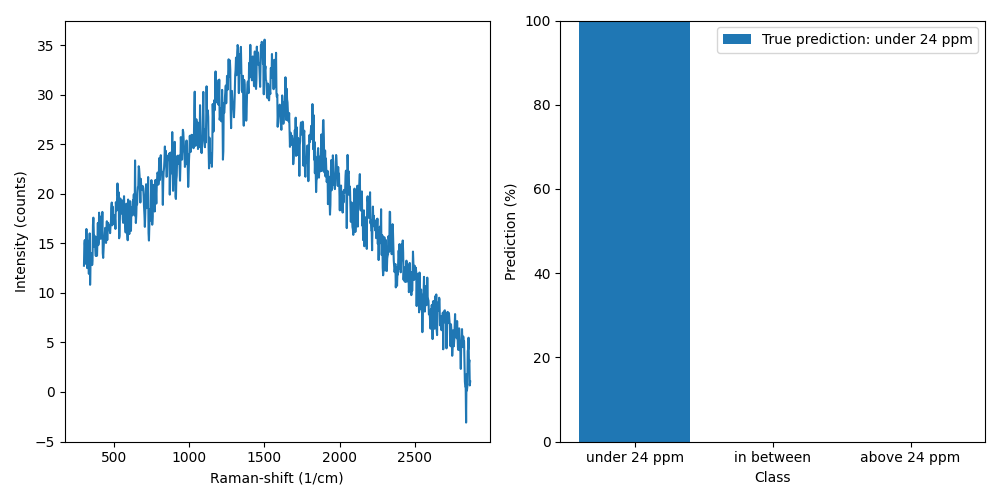 35
30
25
20
15
10
5
0
−5
500 1000 1500 2000 2500
Raman-shift (1/cm)
Intensity (counts)
100
80
60
40
20
0
under 24 ppm in between above 24 ppm
Class
Prediction (%)
True prediction: under 24 ppm